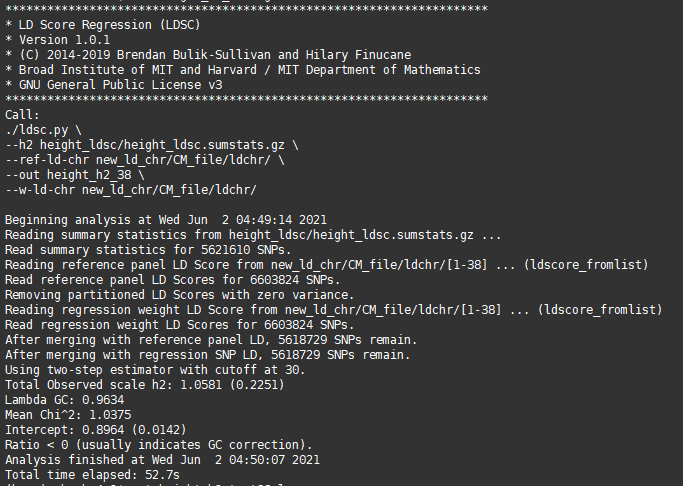 *********************************************************************
* LD Score Regression (LDSC)
* Version 1.0.1
* (C) 2014-2019 Brendan Bulik-Sullivan and Hilary Finucane
* Broad Institute of MIT and Harvard / MIT Department of Mathematics
* GNU General Public License v3
*********************************************************************
Call:
./ldsc.py \
--h2 height_ldsc/height_ldsc.sumstats.gz \
--ref-ld-chr new_ld_chr/CM_file/ldchr/ \
--out height_h2_38 \
--w-ld-chr new_ld_chr/CM_file/ldchr/

Beginning analysis at Wed Jun  2 04:49:14 2021
Reading summary statistics from height_ldsc/height_ldsc.sumstats.gz ...
Read summary statistics for 5621610 SNPs.
Reading reference panel LD Score from new_ld_chr/CM_file/ldchr/[1-38] ... (ldscore_fromlist)
Read reference panel LD Scores for 6603824 SNPs.
Removing partitioned LD Scores with zero variance.
Reading regression weight LD Score from new_ld_chr/CM_file/ldchr/[1-38] ... (ldscore_fromlist)
Read regression weight LD Scores for 6603824 SNPs.
After merging with reference panel LD, 5618729 SNPs remain.
After merging with regression SNP LD, 5618729 SNPs remain.
Using two-step estimator with cutoff at 30.
Total Observed scale h2: 1.0581 (0.2251)
Lambda GC: 0.9634
Mean Chi^2: 1.0375
Intercept: 0.8964 (0.0142)
Ratio < 0 (usually indicates GC correction).
Analysis finished at Wed Jun  2 04:50:07 2021
Total time elapsed: 52.7s